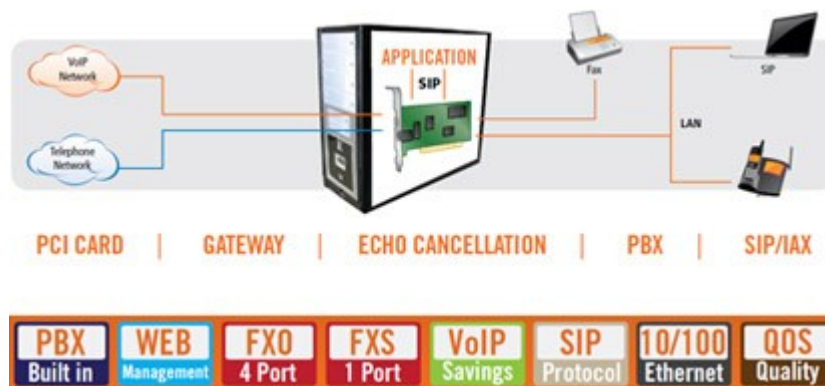 VoIP
Network
Telephone
Network
APPLICATION
SIP
Fax
SIP
LAN
PCI CARD | GATEWAY | ECHO CANCELLATION | PBX | SIP/IAX
PBX
Built in
WEB
Management
FXO
4 Port
FXS
1 Port
VoIP
Savings
SIP
Protocol
10/100
Ethernet
QOS
Quality